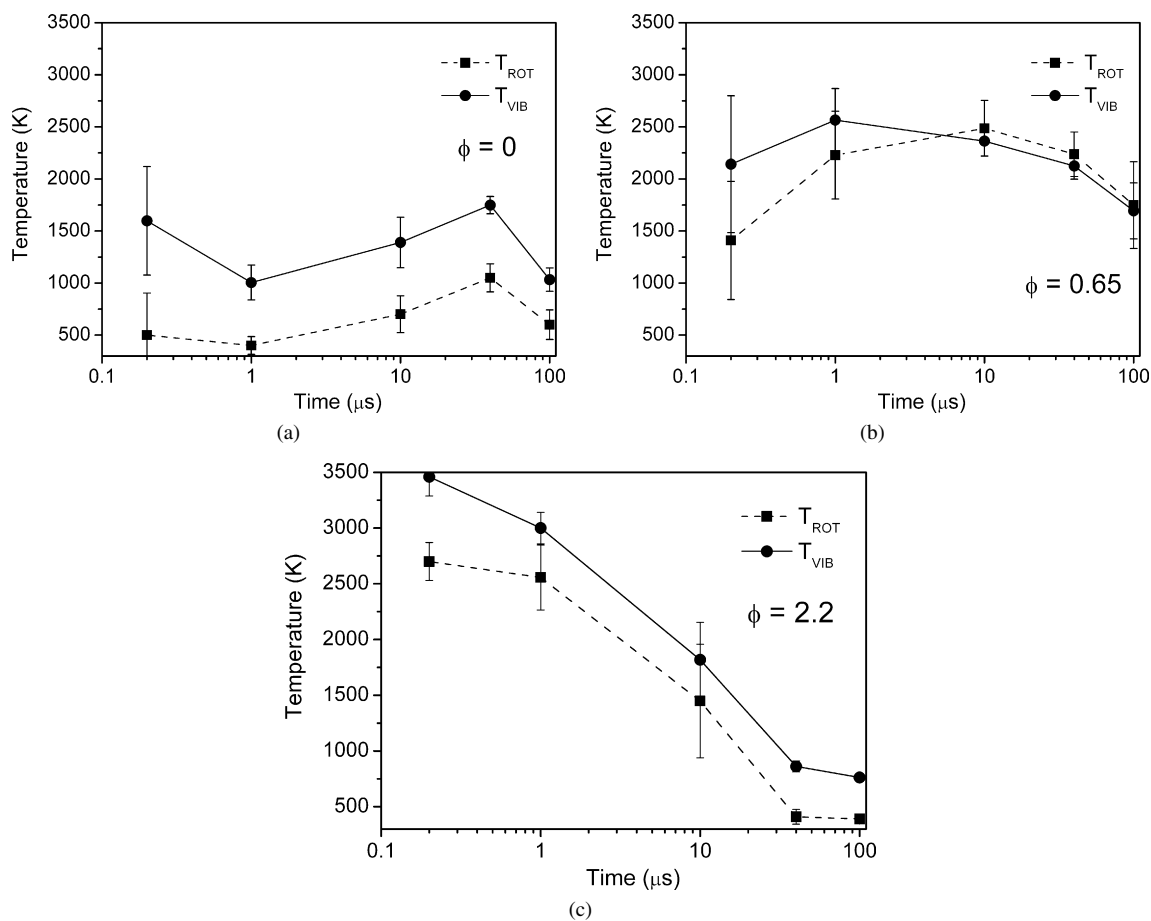 3500
3000
2500
2000
1500
1000
500
0.1 1 10 100
Temperature (K)
Time (μs)
T_ROT
T_VIB
ϕ = 0
(a)
3500
3000
2500
2000
1500
1000
500
0.1 1 10 100
Temperature (K)
Time (μs)
T_ROT
T_VIB
ϕ = 0.65
(b)
3500
3000
2500
2000
1500
1000
500
0.1 1 10 100
Temperature (K)
Time (μs)
T_ROT
T_VIB
ϕ = 2.2
(c)